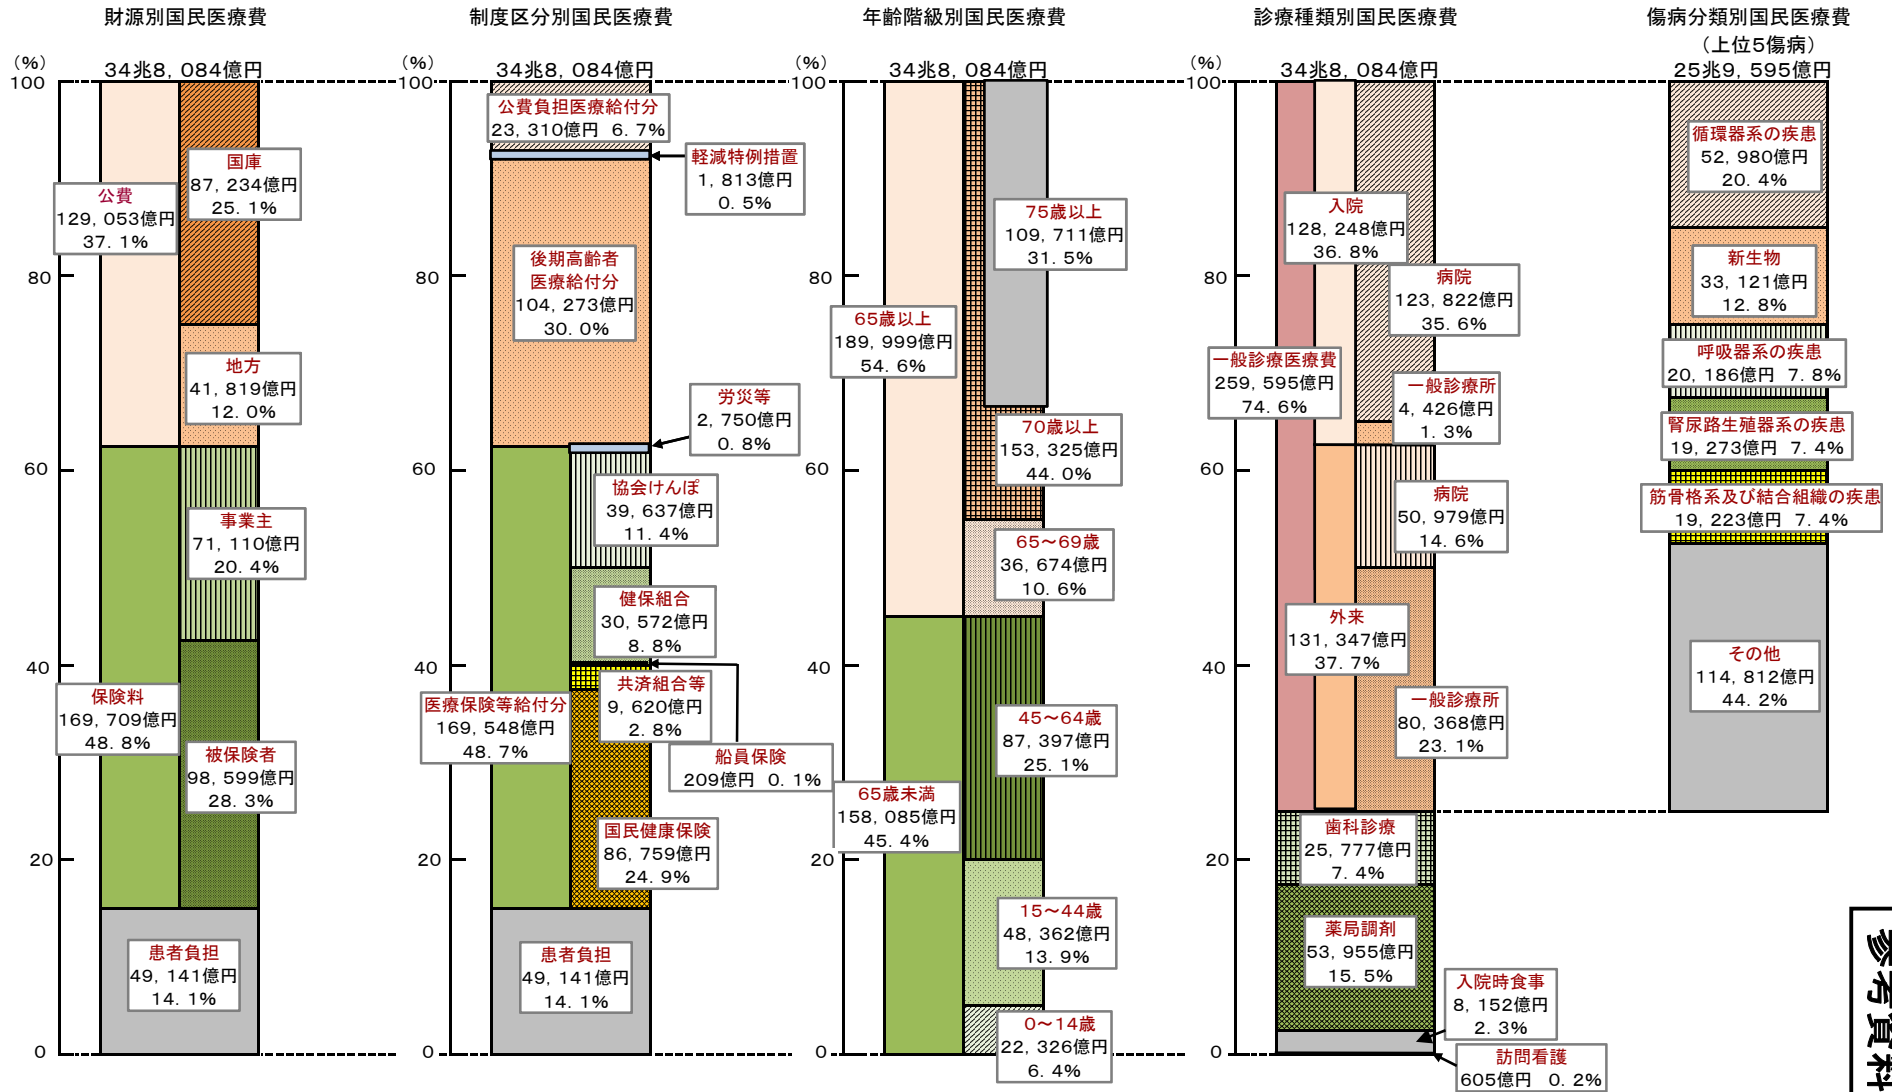 財源別国民医療費
(%)
34兆8,084億円
100
80
60
40
20
0
公費
129,053億円
37.1%
国庫
87,234億円
25.1%
地方
41,819億円
12.0%
事業主
71,110億円
20.4%
保険料
169,709億円
48.8%
被保険者
98,599億円
28.3%
患者負担
49,141億円
14.1%
制度区分別国民医療費
(%)
34兆8,084億円
100
80
60
40
20
0
公費負担医療給付分
23,310億円 6.7%
軽減特例措置
1,813億円
0.5%
後期高齢者
医療給付分
104,273億円
30.0%
労災等
2,750億円
0.8%
協会けんぽ
39,637億円
11.4%
健保組合
30,572億円
8.8%
共済組合等
9,620億円
2.8%
医療保険等給付分
169,548億円
48.7%
船員保険
209億円 0.1%
国民健康保険
86,759億円
24.9%
患者負担
49,141億円
14.1%
年齢階級別国民医療費
(%)
34兆8,084億円
100
80
60
40
20
0
75歳以上
109,711億円
31.5%
65歳以上
189,999億円
54.6%
70歳以上
153,325億円
44.0%
65～69歳
36,674億円
10.6%
45～64歳
87,397億円
25.1%
65歳未満
158,085億円
45.4%
15～44歳
48,362億円
13.9%
0～14歳
22,326億円
6.4%
診療種類別国民医療費
(%)
34兆8,084億円
100
80
60
40
20
0
入院
128,248億円
36.8%
病院
123,822億円
35.6%
一般診療医療費
259,595億円
74.6%
一般診療所
4,426億円
1.3%
病院
50,979億円
14.6%
外来
131,347億円
37.7%
一般診療所
80,368億円
23.1%
歯科診療
25,777億円
7.4%
薬局調剤
53,955億円
15.5%
入院時食事
8,152億円
2.3%
訪問看護
605億円 0.2%
傷病分類別国民医療費
（上位5傷病）
25兆9,595億円
循環器系の疾患
52,980億円
20.4%
新生物
33,121億円
12.8%
呼吸器系の疾患
20,186億円 7.8%
腎尿路生殖器系の疾患
19,273億円 7.4%
筋骨格系及び結合組織の疾患
19,223億円 7.4%
その他
114,812億円
44.2%
参考資料